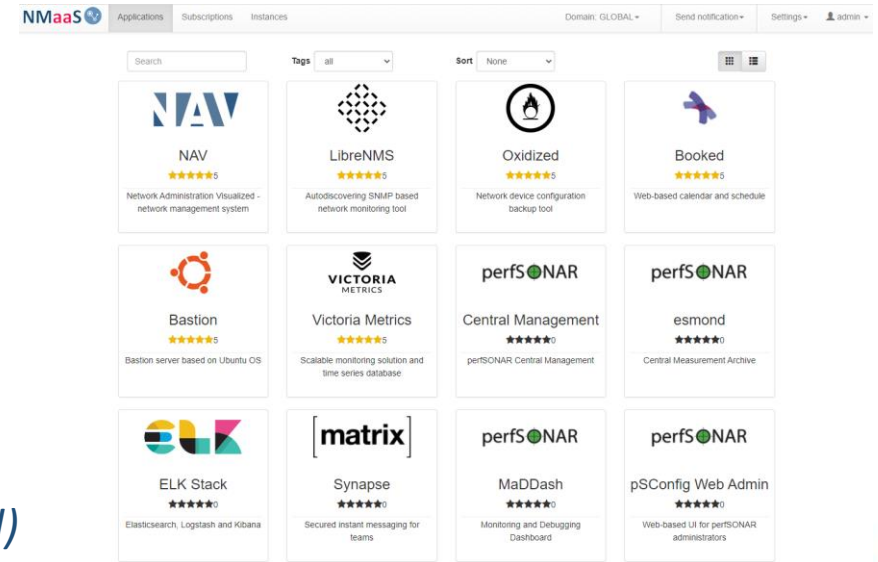 NMaaS Applications Subscriptions Instances Domain: GLOBAL Send notification Settings admin
Search Tags all Sort None
NAV
NAV
5
Network Administration Visualized -
network management system
LibreNMS
5
Autodiscovering SNMP based
network monitoring tool
Oxidized
5
Network device configuration
backup tool
Booked
5
Web-based calendar and schedule
Bastion
5
Bastion server based on Ubuntu OS
VICTORIA
METRICS
Victoria Metrics
5
Scalable monitoring solution and
time series database
perfSONAR
Central Management
0
perfSONAR Central Management
perfSONAR
esmond
0
Central Measurement Archive
ELK
ELK Stack
0
Elasticsearch, Logstash and Kibana
[matrix]
Synapse
0
Secured instant messaging for
teams
perfSONAR
MaDDash
0
Monitoring and Debugging
Dashboard
perfSONAR
pSConfig Web Admin
0
Web-based UI for perfSONAR
administrators